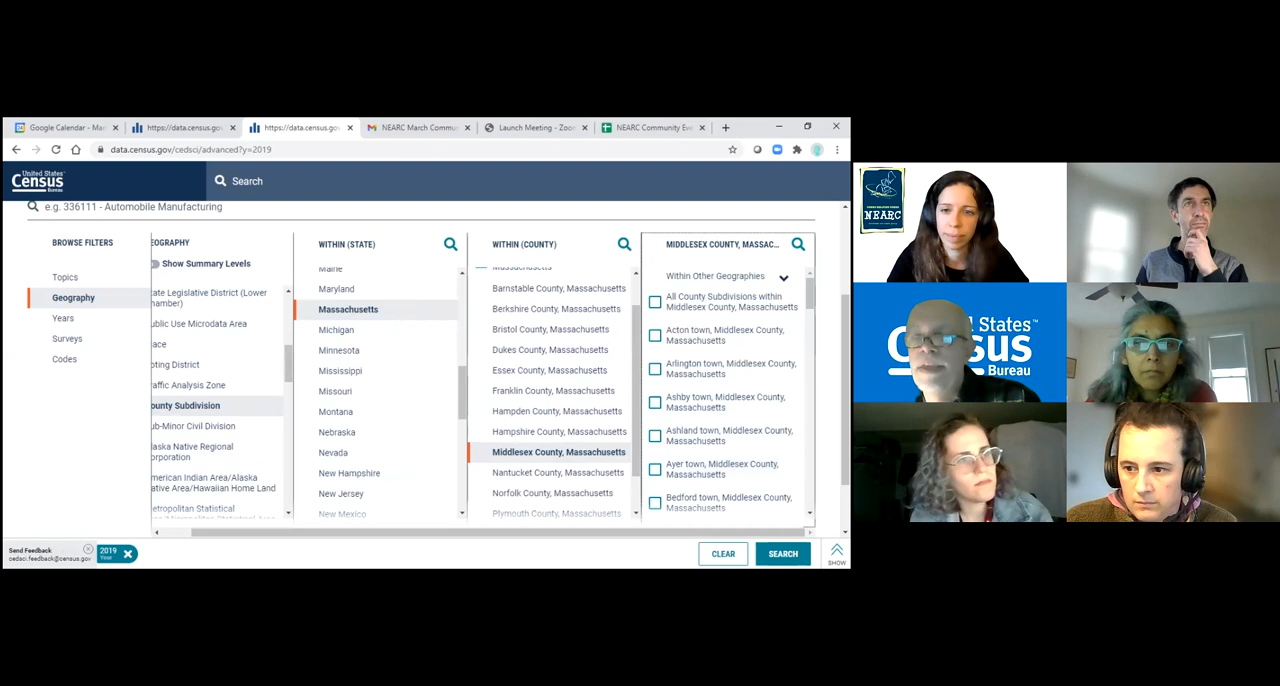 Google Calendar - Mar
https://data.census.gov
https://data.census.gov
NEARC March Commu
Launch Meeting - Zoom
NEARC Community Eve
data.census.gov/cedsci/advanced?y=2019
United States®
Census
Bureau
Search
e.g. 336111 - Automobile Manufacturing
BROWSE FILTERS
Topics
Geography
Years
Surveys
Codes
EOGRAPHY
Show Summary Levels
ate Legislative District (Lower
hamber)
ublic Use Microdata Area
ace
oting District
raffic Analysis Zone
ounty Subdivision
ub-Minor Civil Division
laska Native Regional
orporation
merican Indian Area/Alaska
ative Area/Hawaiian Home Land
etropolitan Statistical
WITHIN (STATE)
Maine
Maryland
Massachusetts
Michigan
Minnesota
Mississippi
Missouri
Montana
Nebraska
Nevada
New Hampshire
New Jersey
New Mexico
WITHIN (COUNTY)
Massachusetts
Barnstable County, Massachusetts
Berkshire County, Massachusetts
Bristol County, Massachusetts
Dukes County, Massachusetts
Essex County, Massachusetts
Franklin County, Massachusetts
Hampden County, Massachusetts
Hampshire County, Massachusetts
Middlesex County, Massachusetts
Nantucket County, Massachusetts
Norfolk County, Massachusetts
Plymouth County, Massachusetts
MIDDLESEX COUNTY, MASSAC...
Within Other Geographies
All County Subdivisions within
Middlesex County, Massachusetts
Acton town, Middlesex County,
Massachusetts
Arlington town, Middlesex County,
Massachusetts
Ashby town, Middlesex County,
Massachusetts
Ashland town, Middlesex County,
Massachusetts
Ayer town, Middlesex County,
Massachusetts
Bedford town, Middlesex County,
Massachusetts
Send Feedback
cedsci.feedback@census.gov
2019
Year
CLEAR
SEARCH
SHOW
NEARC
d States™
Census
Bureau